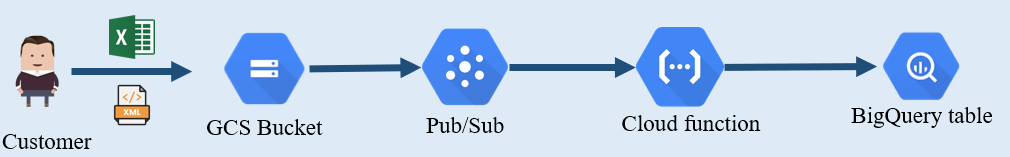 X
</>
XML
Customer
GCS Bucket
Pub/Sub
Cloud function
BigQuery table